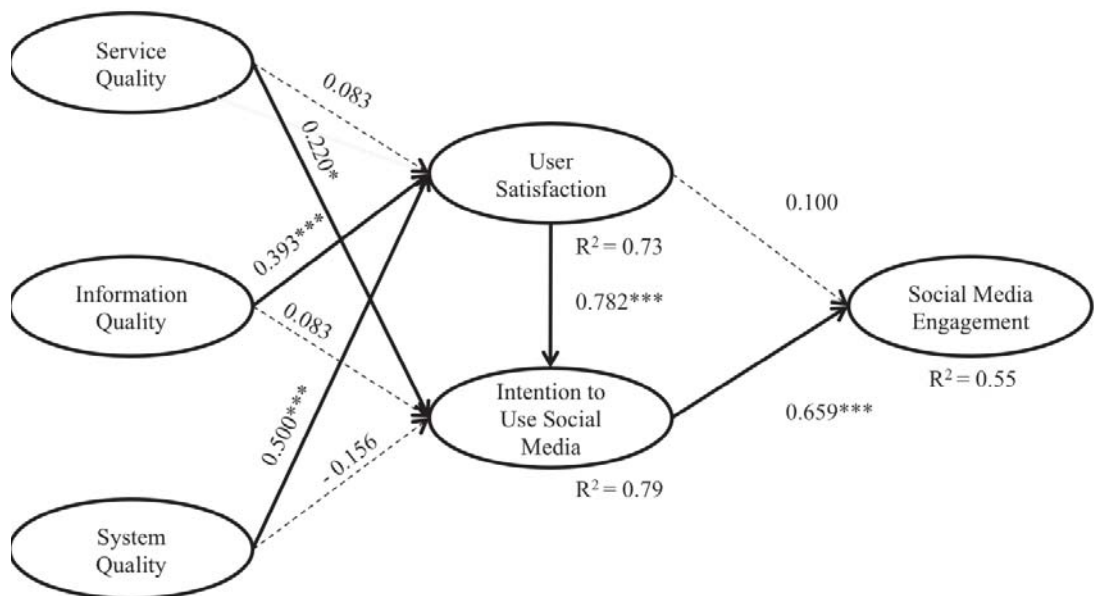 Service
Quality
0.083
0.220*
User
Satisfaction
0.100
R² = 0.73
0.393***
Information
Quality
0.083
0.782***
Social Media
Engagement
R² = 0.55
Intention to
Use Social
Media
0.659***
R² = 0.79
0.500***
- 0.156
System
Quality